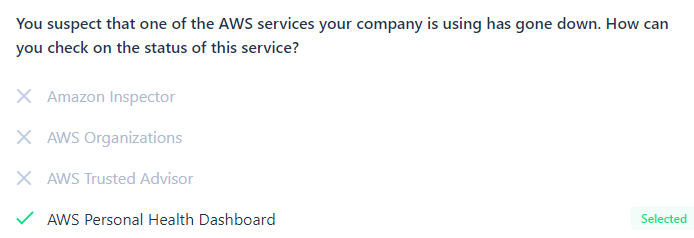 You suspect that one of the AWS services your company is using has gone down. How can
you check on the status of this service?
Amazon Inspector
AWS Organizations
AWS Trusted Advisor
AWS Personal Health Dashboard
Selected